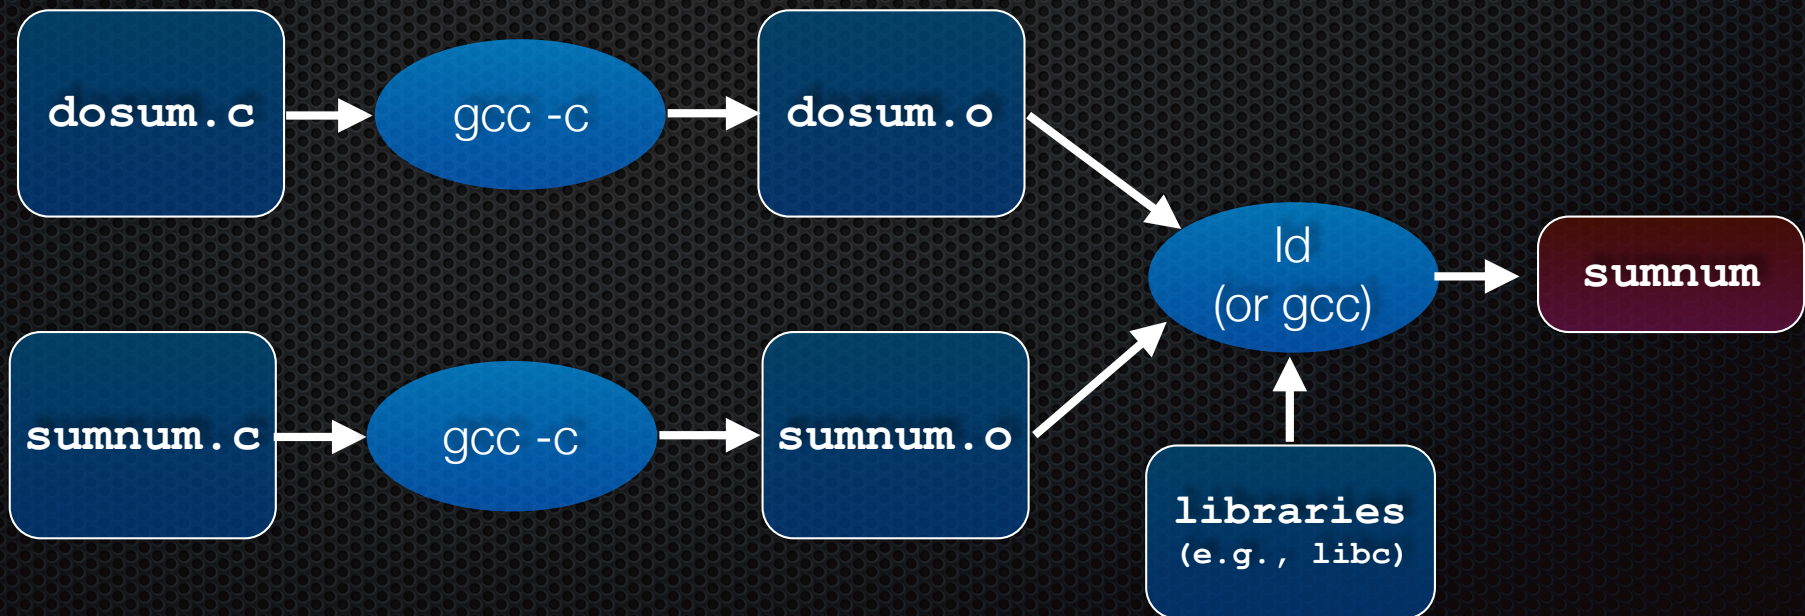 dosum.c
gcc -c
dosum.o
ld
(or gcc)
sumnum
sumnum.c
gcc -c
sumnum.o
libraries
(e.g., libc)